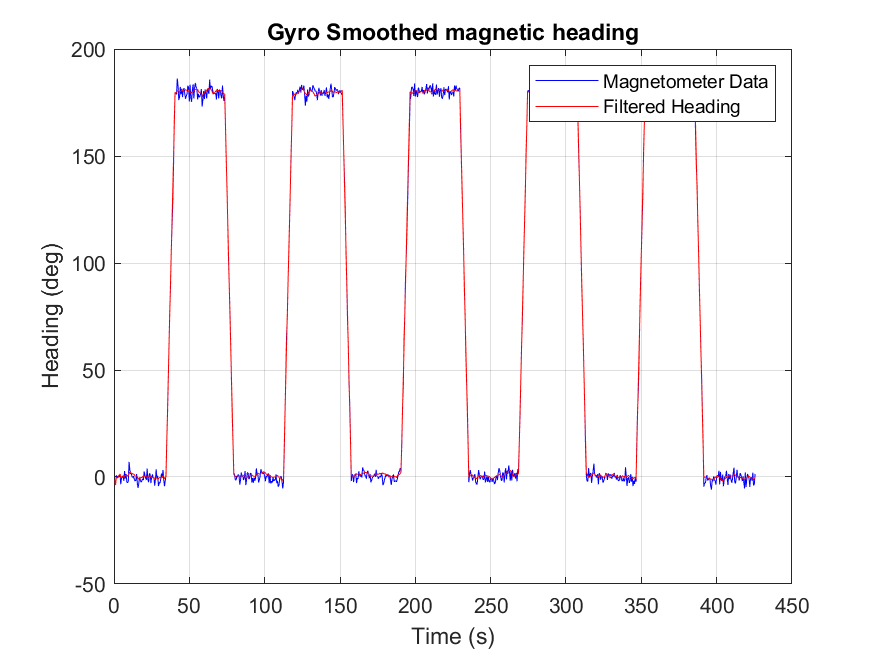 Gyro Smoothed magnetic heading
200
150
100
50
0
-50
Heading (deg)
Magnetometer Data
Filtered Heading
0 50 100 150 200 250 300 350 400 450
Time (s)